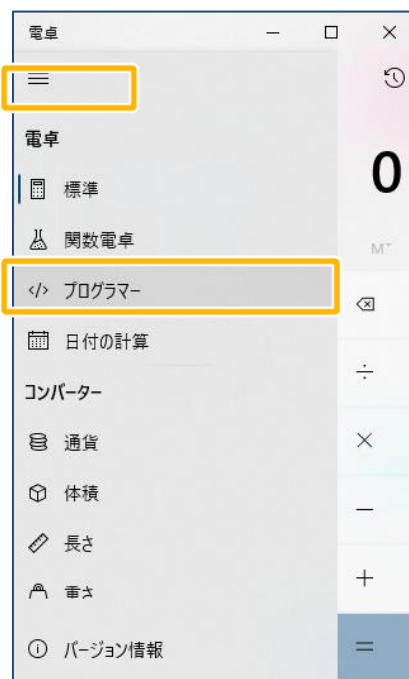 電卓
電卓
0
標準
関数電卓
M
プログラマー
日付の計算
÷
コンバーター
通貨
×
体積
−
長さ
+
重さ
バージョン情報
=